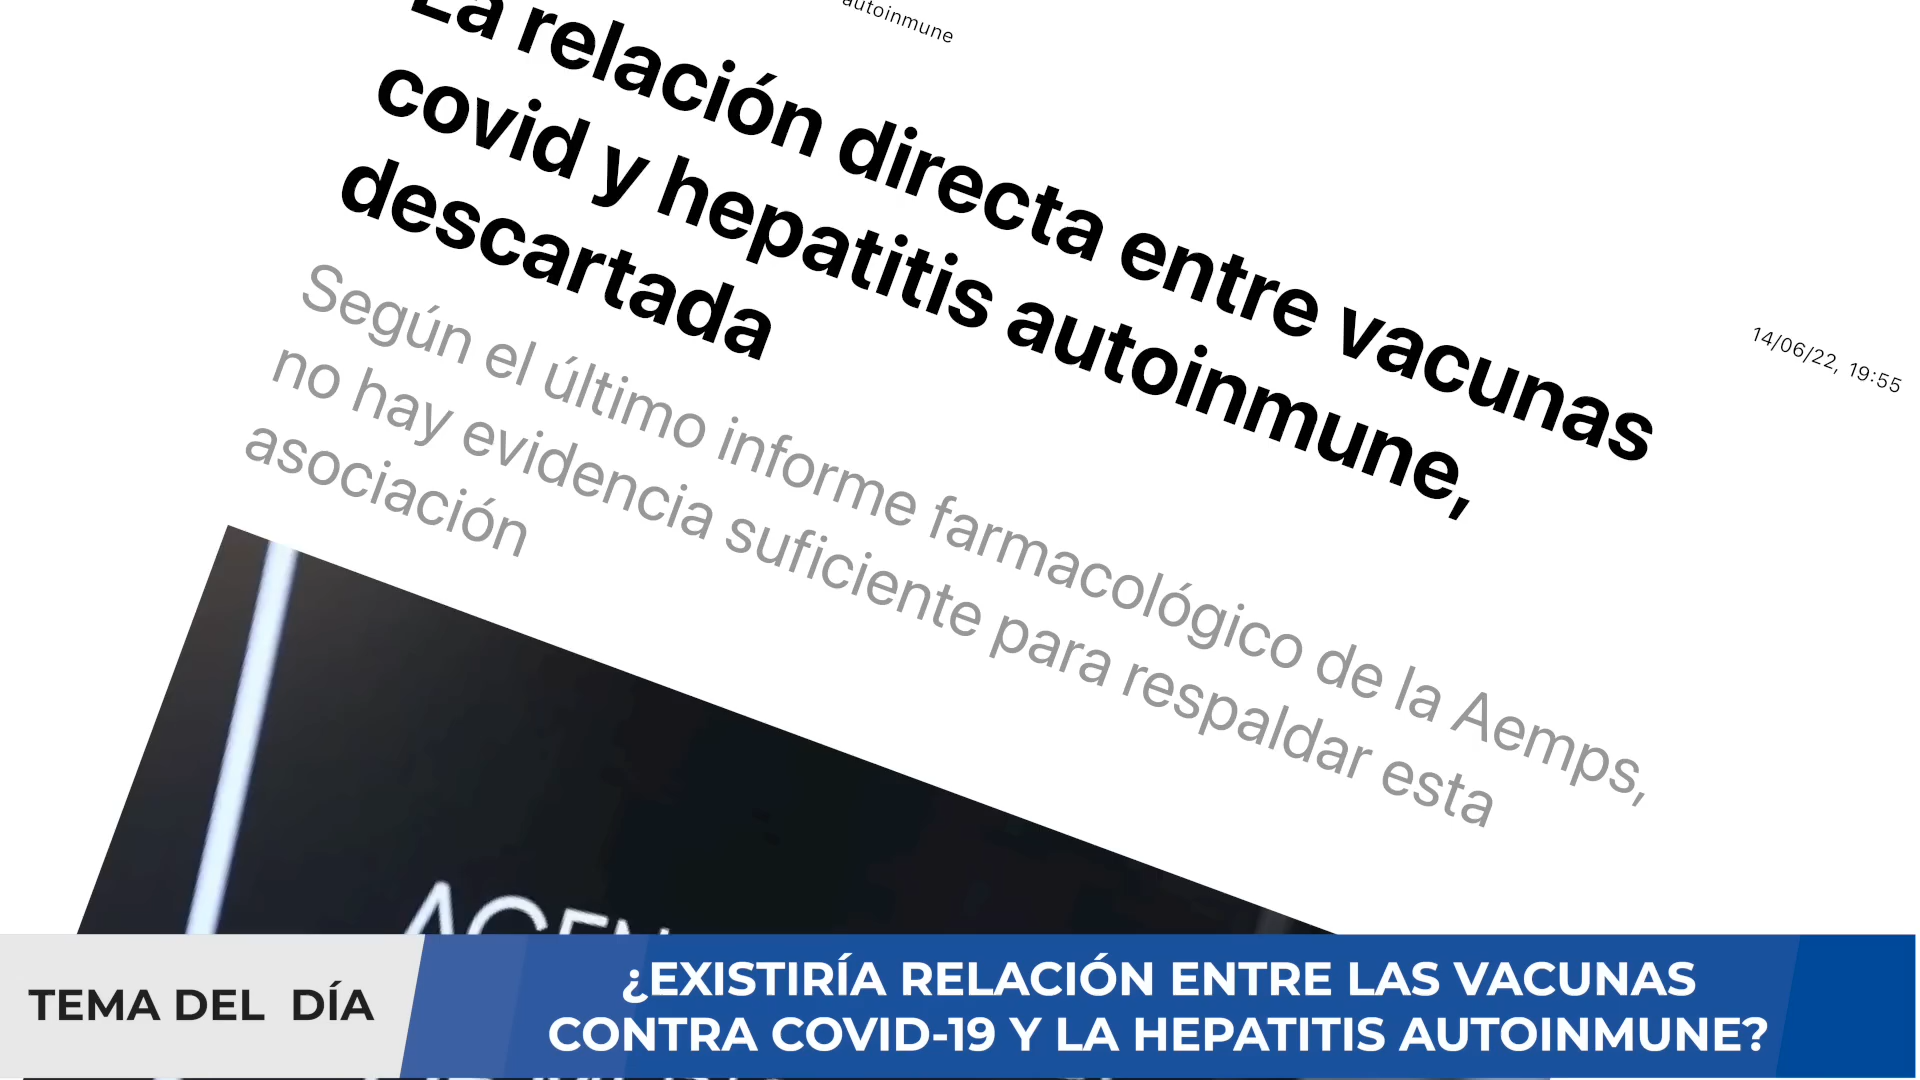 autoinmune
La relación directa entre vacunas
covid y hepatitis autoinmune,
descartada
14/06/22, 19:55
Según el último informe farmacológico de la Aemps,
no hay evidencia suficiente para respaldar esta
asociación
TEMA DEL DÍA
¿EXISTIRÍA RELACIÓN ENTRE LAS VACUNAS
CONTRA COVID-19 Y LA HEPATITIS AUTOINMUNE?